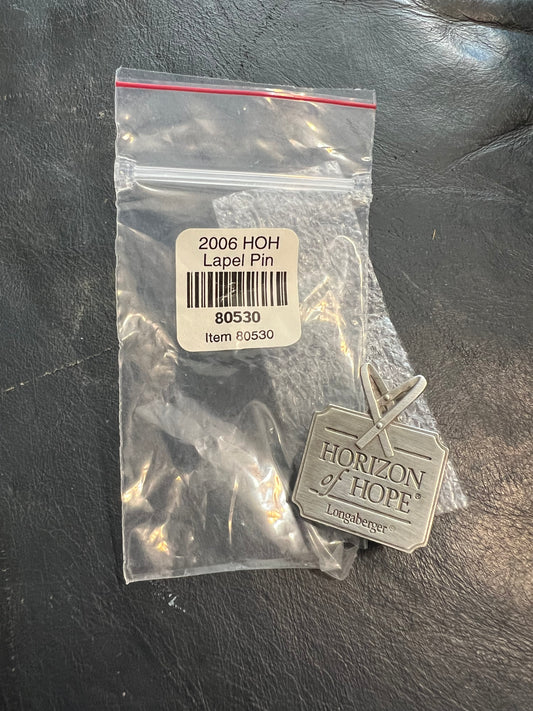 2006 HOH
Lapel Pin
80530
Item 80530
HORIZON
of HOPE®
Longaberger®